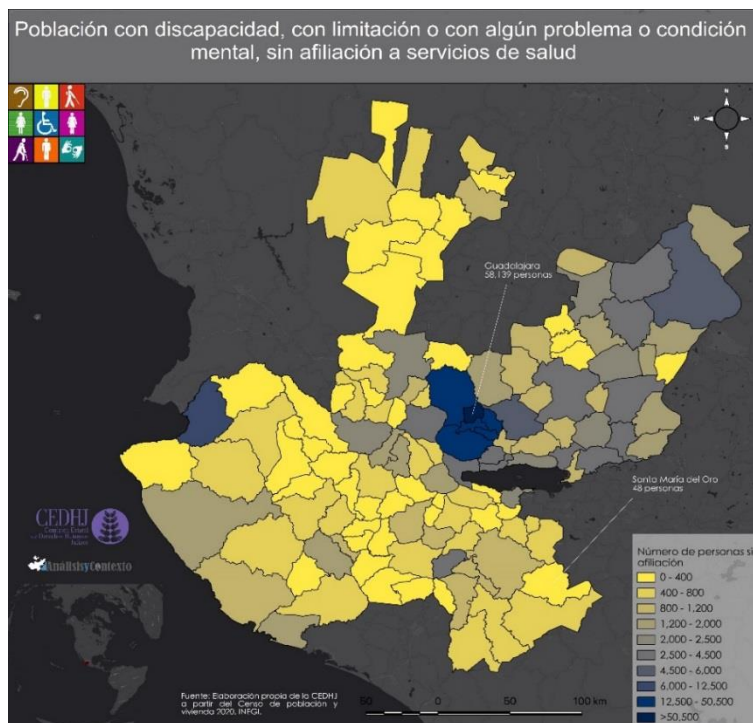 Población con discapacidad, con limitación o con algún problema o condición
mental, sin afiliación a servicios de salud
N
W
S
Guadalajara
58,139 personas
Santa María del Oro
48 personas
CEDHJ
AnálisisyContexto
Número de personas si
afiliación
0 - 400
400 - 800
800 - 1,200
1,200 - 2,000
2,000 - 2,500
2,500 - 4,500
4,500 - 6,000
6,000 - 12,500
12,500 - 50,500
>50,500
Fuente: Elaboración propia de la CEDHJ
a partir del Censo de población y
vivienda 2020, INEGI.
50 0 50 100 km